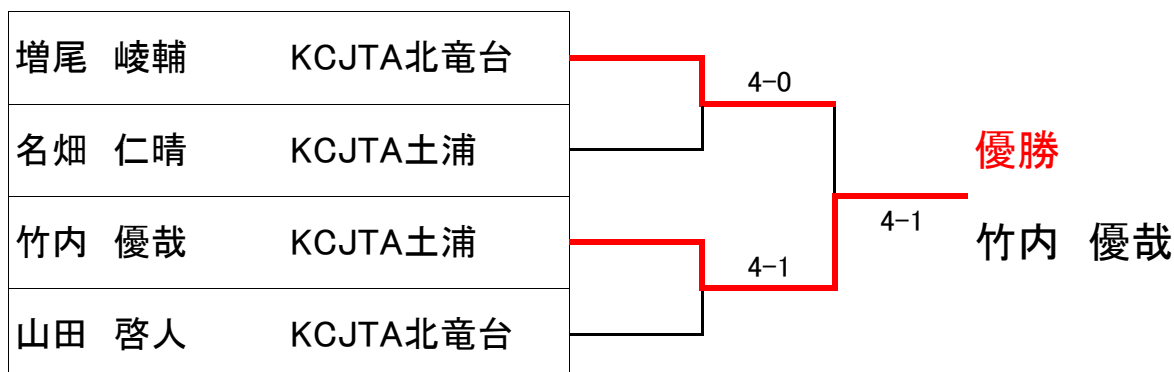 増尾　崚輔　KCJTA北竜台
名畑　仁晴　KCJTA土浦
竹内　優哉　KCJTA土浦
山田　啓人　KCJTA北竜台
4-0
4-1
4-1
優勝
竹内　優哉